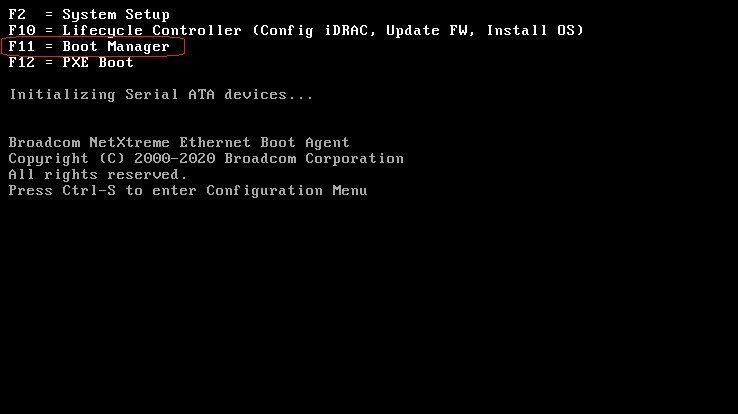 F2  = System Setup
F10 = Lifecycle Controller (Config iDRAC, Update FW, Install OS)
F11 = Boot Manager
F12 = PXE Boot
Initializing Serial ATA devices...
Broadcom NetXtreme Ethernet Boot Agent
Copyright (C) 2000-2020 Broadcom Corporation
All rights reserved.
Press Ctrl-S to enter Configuration Menu